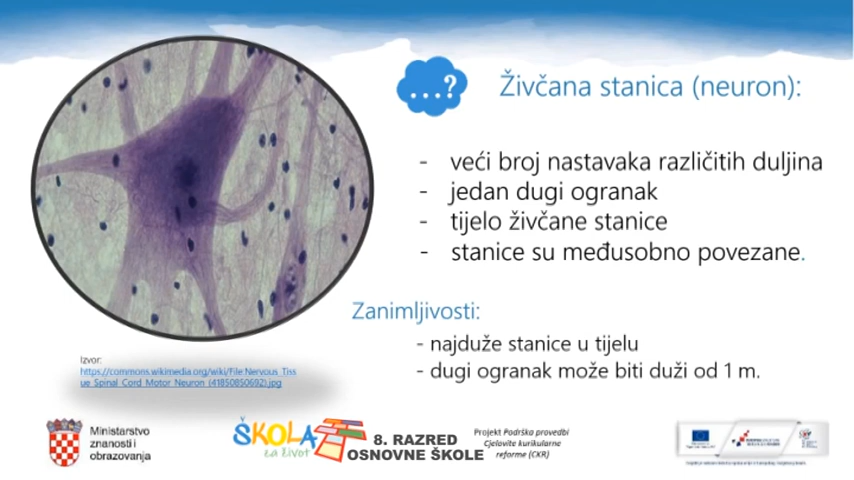 ...?
Živčana stanica (neuron):
- veći broj nastavaka različitih duljina
- jedan dugi ogranak
- tijelo živčane stanice
- stanice su međusobno povezane.
Zanimljivosti:
- najduže stanice u tijelu
- dugi ogranak može biti duži od 1 m.
Izvor:
https://commons.wikimedia.org/wiki/File:Nervous_Tiss
ue_Spinal_Cord_Motor_Neuron_(41850850692).jpg
Ministarstvo
znanosti i
obrazovanja
ŠKOLA
za život
8. RAZRED
OSNOVNE ŠKOLE
Projekt Podrška provedbi
Cjelovite kurikularne
reforme (CKR)